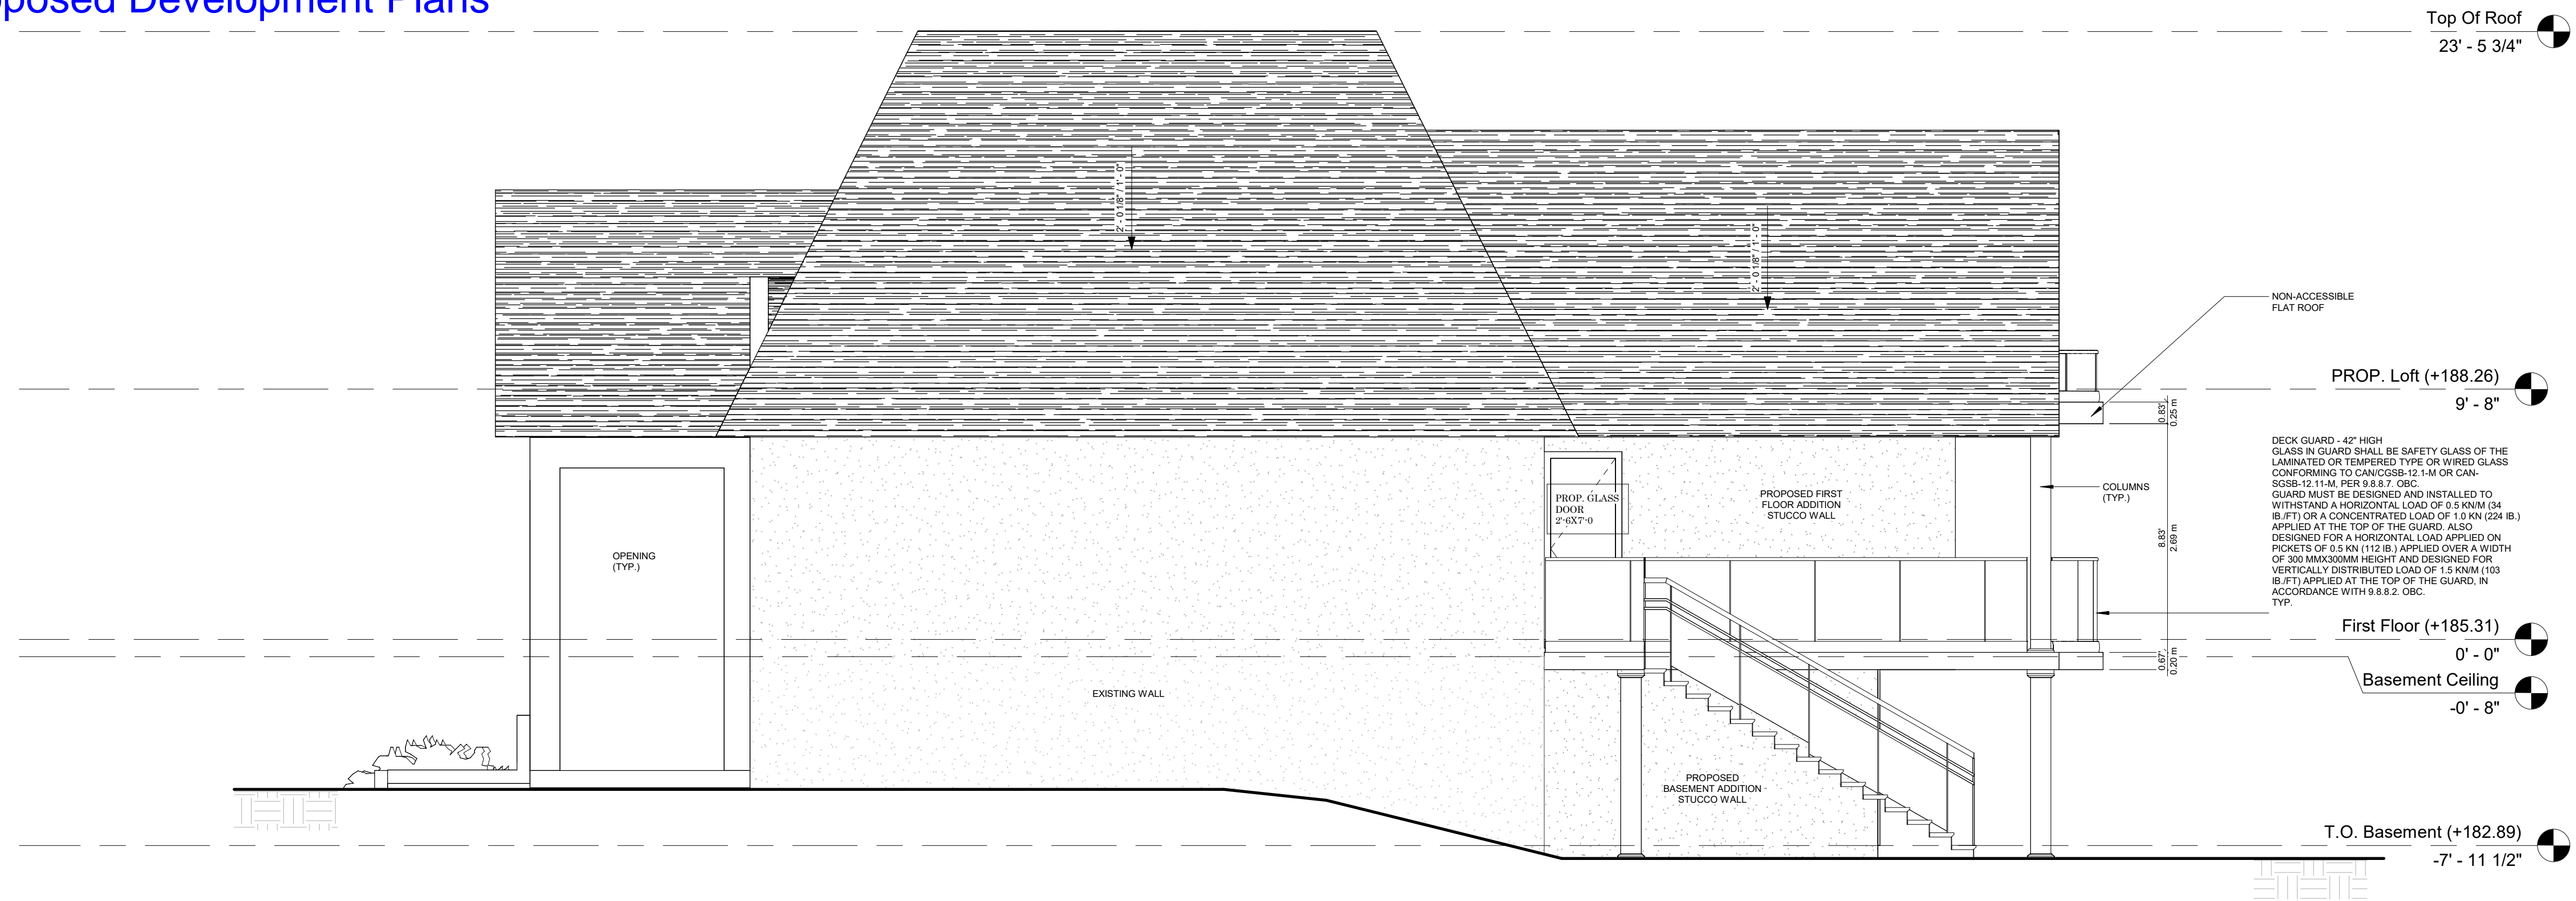 posed Development Plans
Top Of Roof
23' - 5 3/4"
2' - 0 1/8" / 1' - 0"
2' - 0 1/8" / 1' - 0"
NON-ACCESSIBLE
FLAT ROOF
PROP. Loft (+188.26)
9' - 8"
0.83'
0.25 m
DECK GUARD - 42" HIGH
GLASS IN GUARD SHALL BE SAFETY GLASS OF THE
LAMINATED OR TEMPERED TYPE OR WIRED GLASS
CONFORMING TO CAN/CGSB-12.1-M OR CAN-
SGSB-12.11-M, PER 9.8.8.7. OBC.
GUARD MUST BE DESIGNED AND INSTALLED TO
WITHSTAND A HORIZONTAL LOAD OF 0.5 KN/M (34
IB./FT) OR A CONCENTRATED LOAD OF 1.0 KN (224 IB.)
APPLIED AT THE TOP OF THE GUARD. ALSO
DESIGNED FOR A HORIZONTAL LOAD APPLIED ON
PICKETS OF 0.5 KN (112 IB.) APPLIED OVER A WIDTH
OF 300 MMX300MM HEIGHT AND DESIGNED FOR
VERTICALLY DISTRIBUTED LOAD OF 1.5 KN/M (103
IB./FT) APPLIED AT THE TOP OF THE GUARD, IN
ACCORDANCE WITH 9.8.8.2. OBC.
TYP.
COLUMNS
(TYP.)
PROP. GLASS
DOOR
2'-6X7'-0
PROPOSED FIRST
FLOOR ADDITION
STUCCO WALL
8.83'
2.69 m
OPENING
(TYP.)
First Floor (+185.31)
0' - 0"
0.67'
0.20 m
Basement Ceiling
-0' - 8"
EXISTING WALL
PROPOSED
BASEMENT ADDITION
STUCCO WALL
T.O. Basement (+182.89)
-7' - 11 1/2"